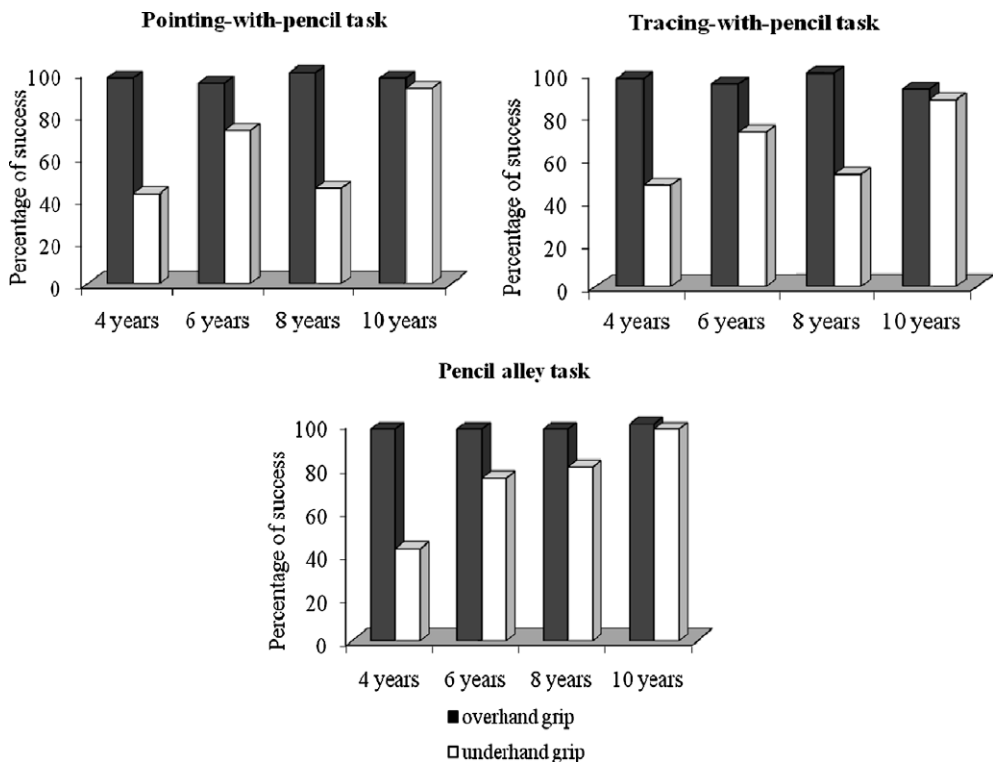 Pointing-with-pencil task
Percentage of success
100
80
60
40
20
0
4 years 6 years 8 years 10 years
Tracing-with-pencil task
Percentage of success
100
80
60
40
20
0
4 years 6 years 8 years 10 years
Pencil alley task
Percentage of success
100
80
60
40
20
0
4 years 6 years 8 years 10 years
overhand grip
underhand grip